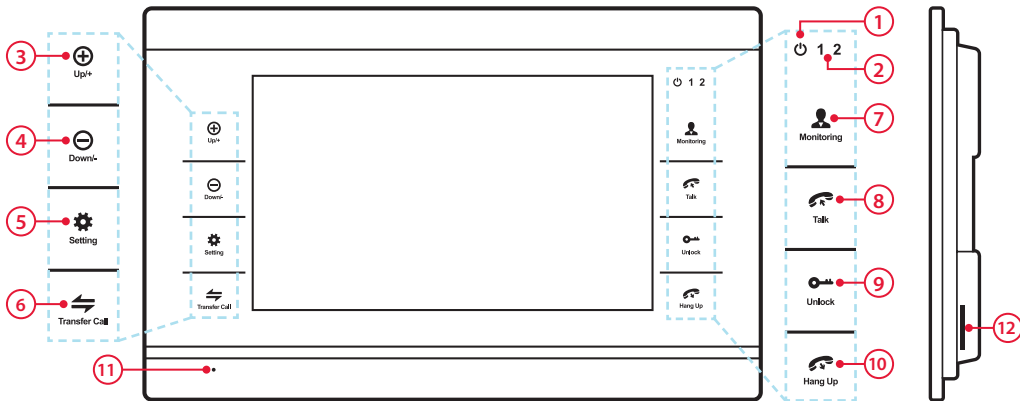 1
1 2
2
3
Up/+
4
Down/-
5
Setting
6
Transfer Call
Up/+
Down/-
Setting
Transfer Call
1 2
Monitoring
Talk
Unlock
Hang Up
7
Monitoring
8
Talk
9
Unlock
10
Hang Up
11
12